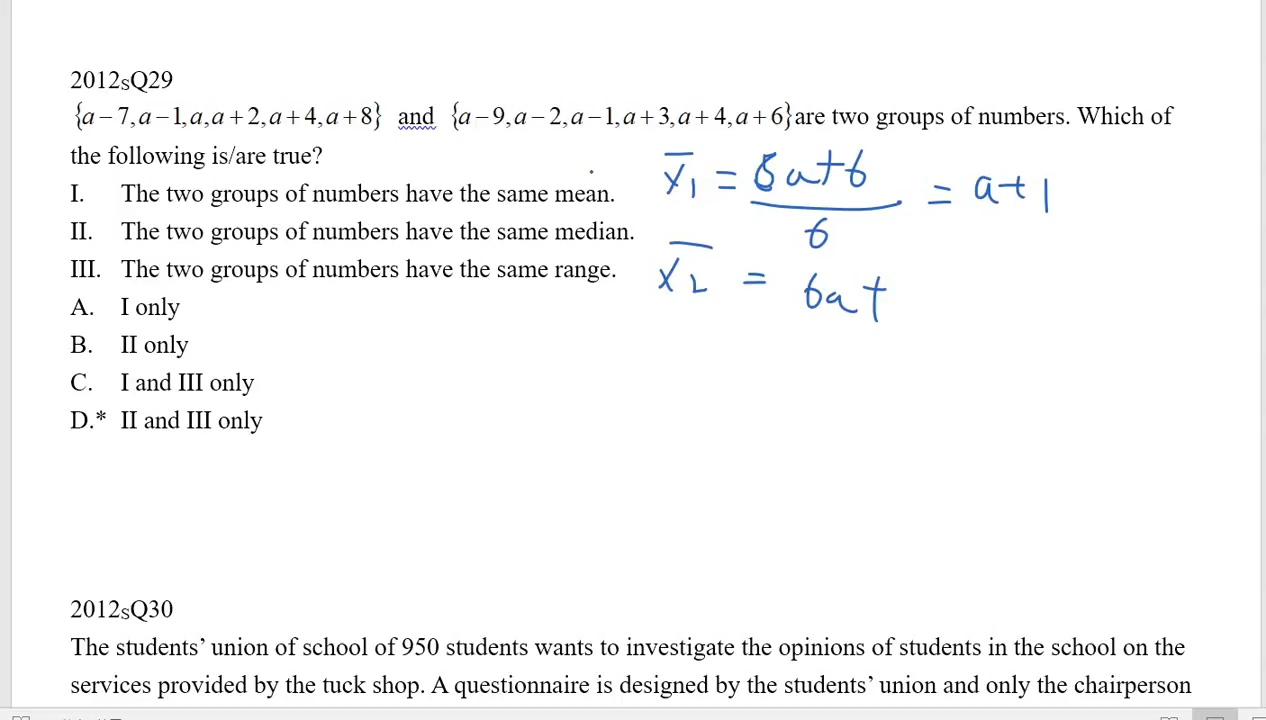 2012sQ29
{a−7,a−1,a,a+2,a+4,a+8} and {a−9,a−2,a−1,a+3,a+4,a+6}are two groups of numbers. Which of
the following is/are true?
I. The two groups of numbers have the same mean.
II. The two groups of numbers have the same median.
III. The two groups of numbers have the same range.
A. I only
B. II only
C. I and III only
D.* II and III only
x̄₁ = (6a+6)/6 = a+1
x̄₂ = 6a+
2012sQ30
The students’ union of school of 950 students wants to investigate the opinions of students in the school on the
services provided by the tuck shop. A questionnaire is designed by the students’ union and only the chairperson